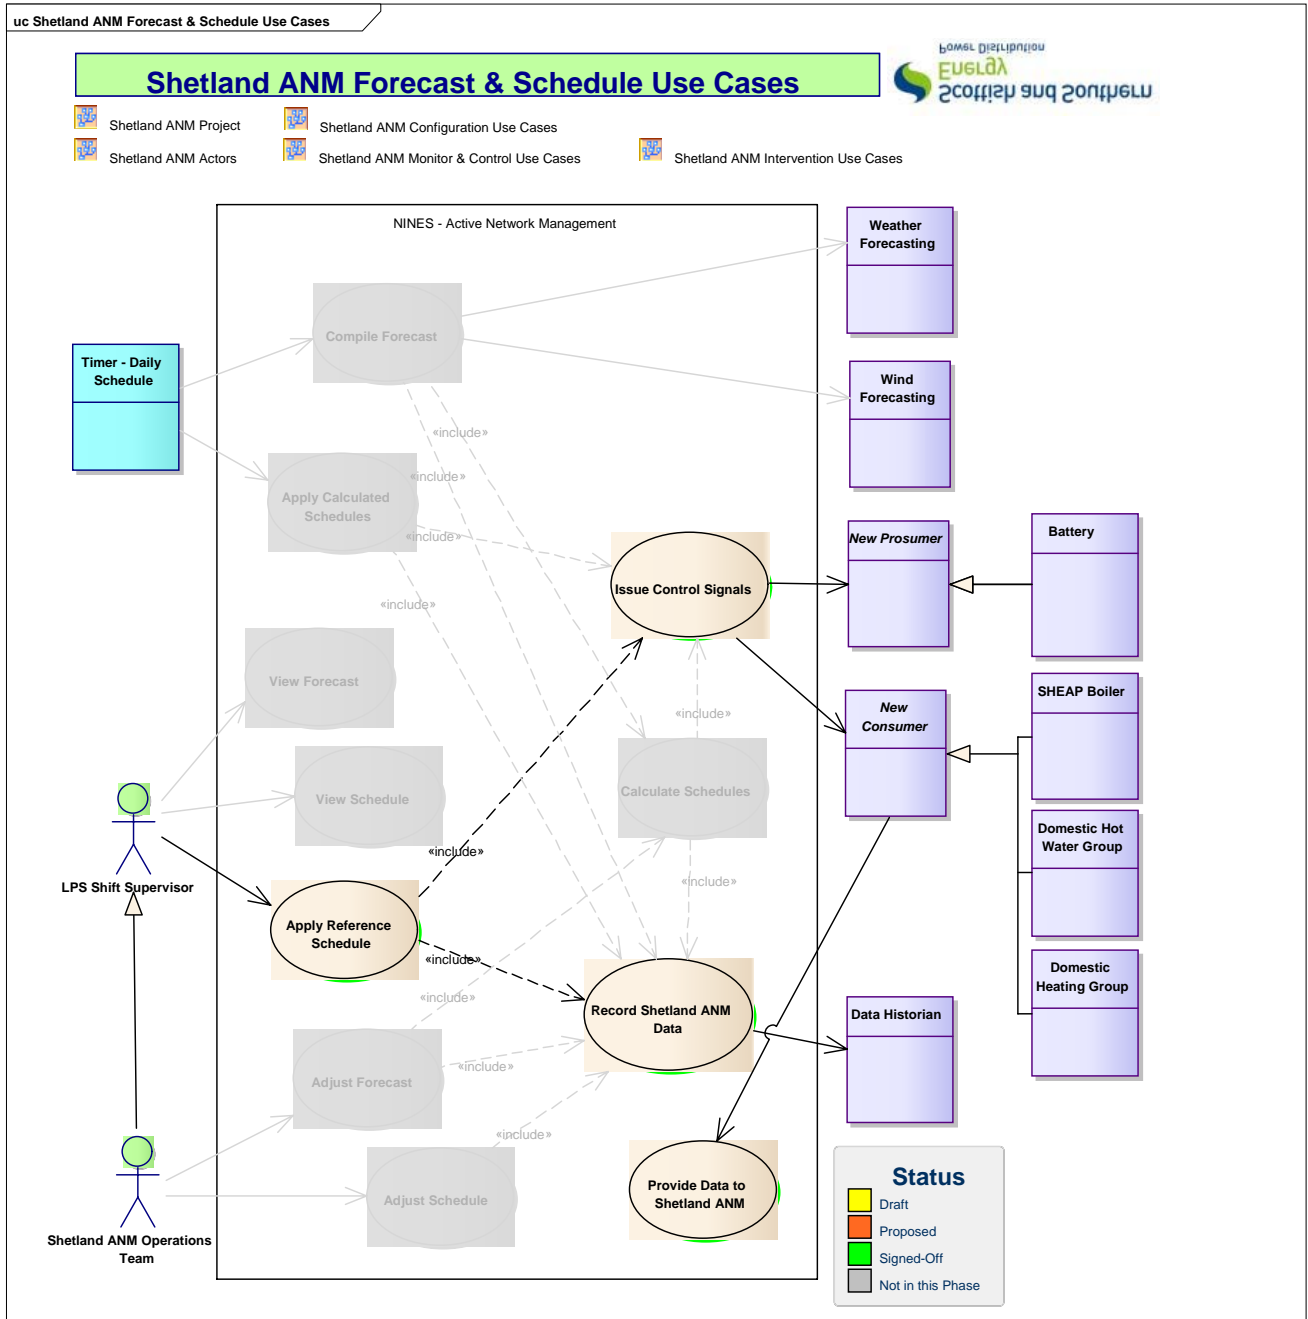 uc Shetland ANM Forecast & Schedule Use Cases
Shetland ANM Forecast & Schedule Use Cases
Power Distribution
Energy
Scottish and Southern
Shetland ANM Project
Shetland ANM Configuration Use Cases
Shetland ANM Actors
Shetland ANM Monitor & Control Use Cases
Shetland ANM Intervention Use Cases
NINES - Active Network Management
Weather
Forecasting
Compile Forecast
Timer - Daily
Schedule
Wind
Forecasting
«include»
«include»
Apply Calculated
Schedules
«include»
New Prosumer
Battery
Issue Control Signals
«include»
View Forecast
SHEAP Boiler
New
Consumer
«include»
View Schedule
Calculate Schedules
Domestic Hot
Water Group
«include»
LPS Shift Supervisor
«include»
Apply Reference
Schedule
«include»
Domestic
Heating Group
«include»
Record Shetland ANM
Data
Data Historian
«include»
Adjust Forecast
«include»
Provide Data to
Shetland ANM
Adjust Schedule
Shetland ANM Operations
Team
Status
Draft
Proposed
Signed-Off
Not in this Phase